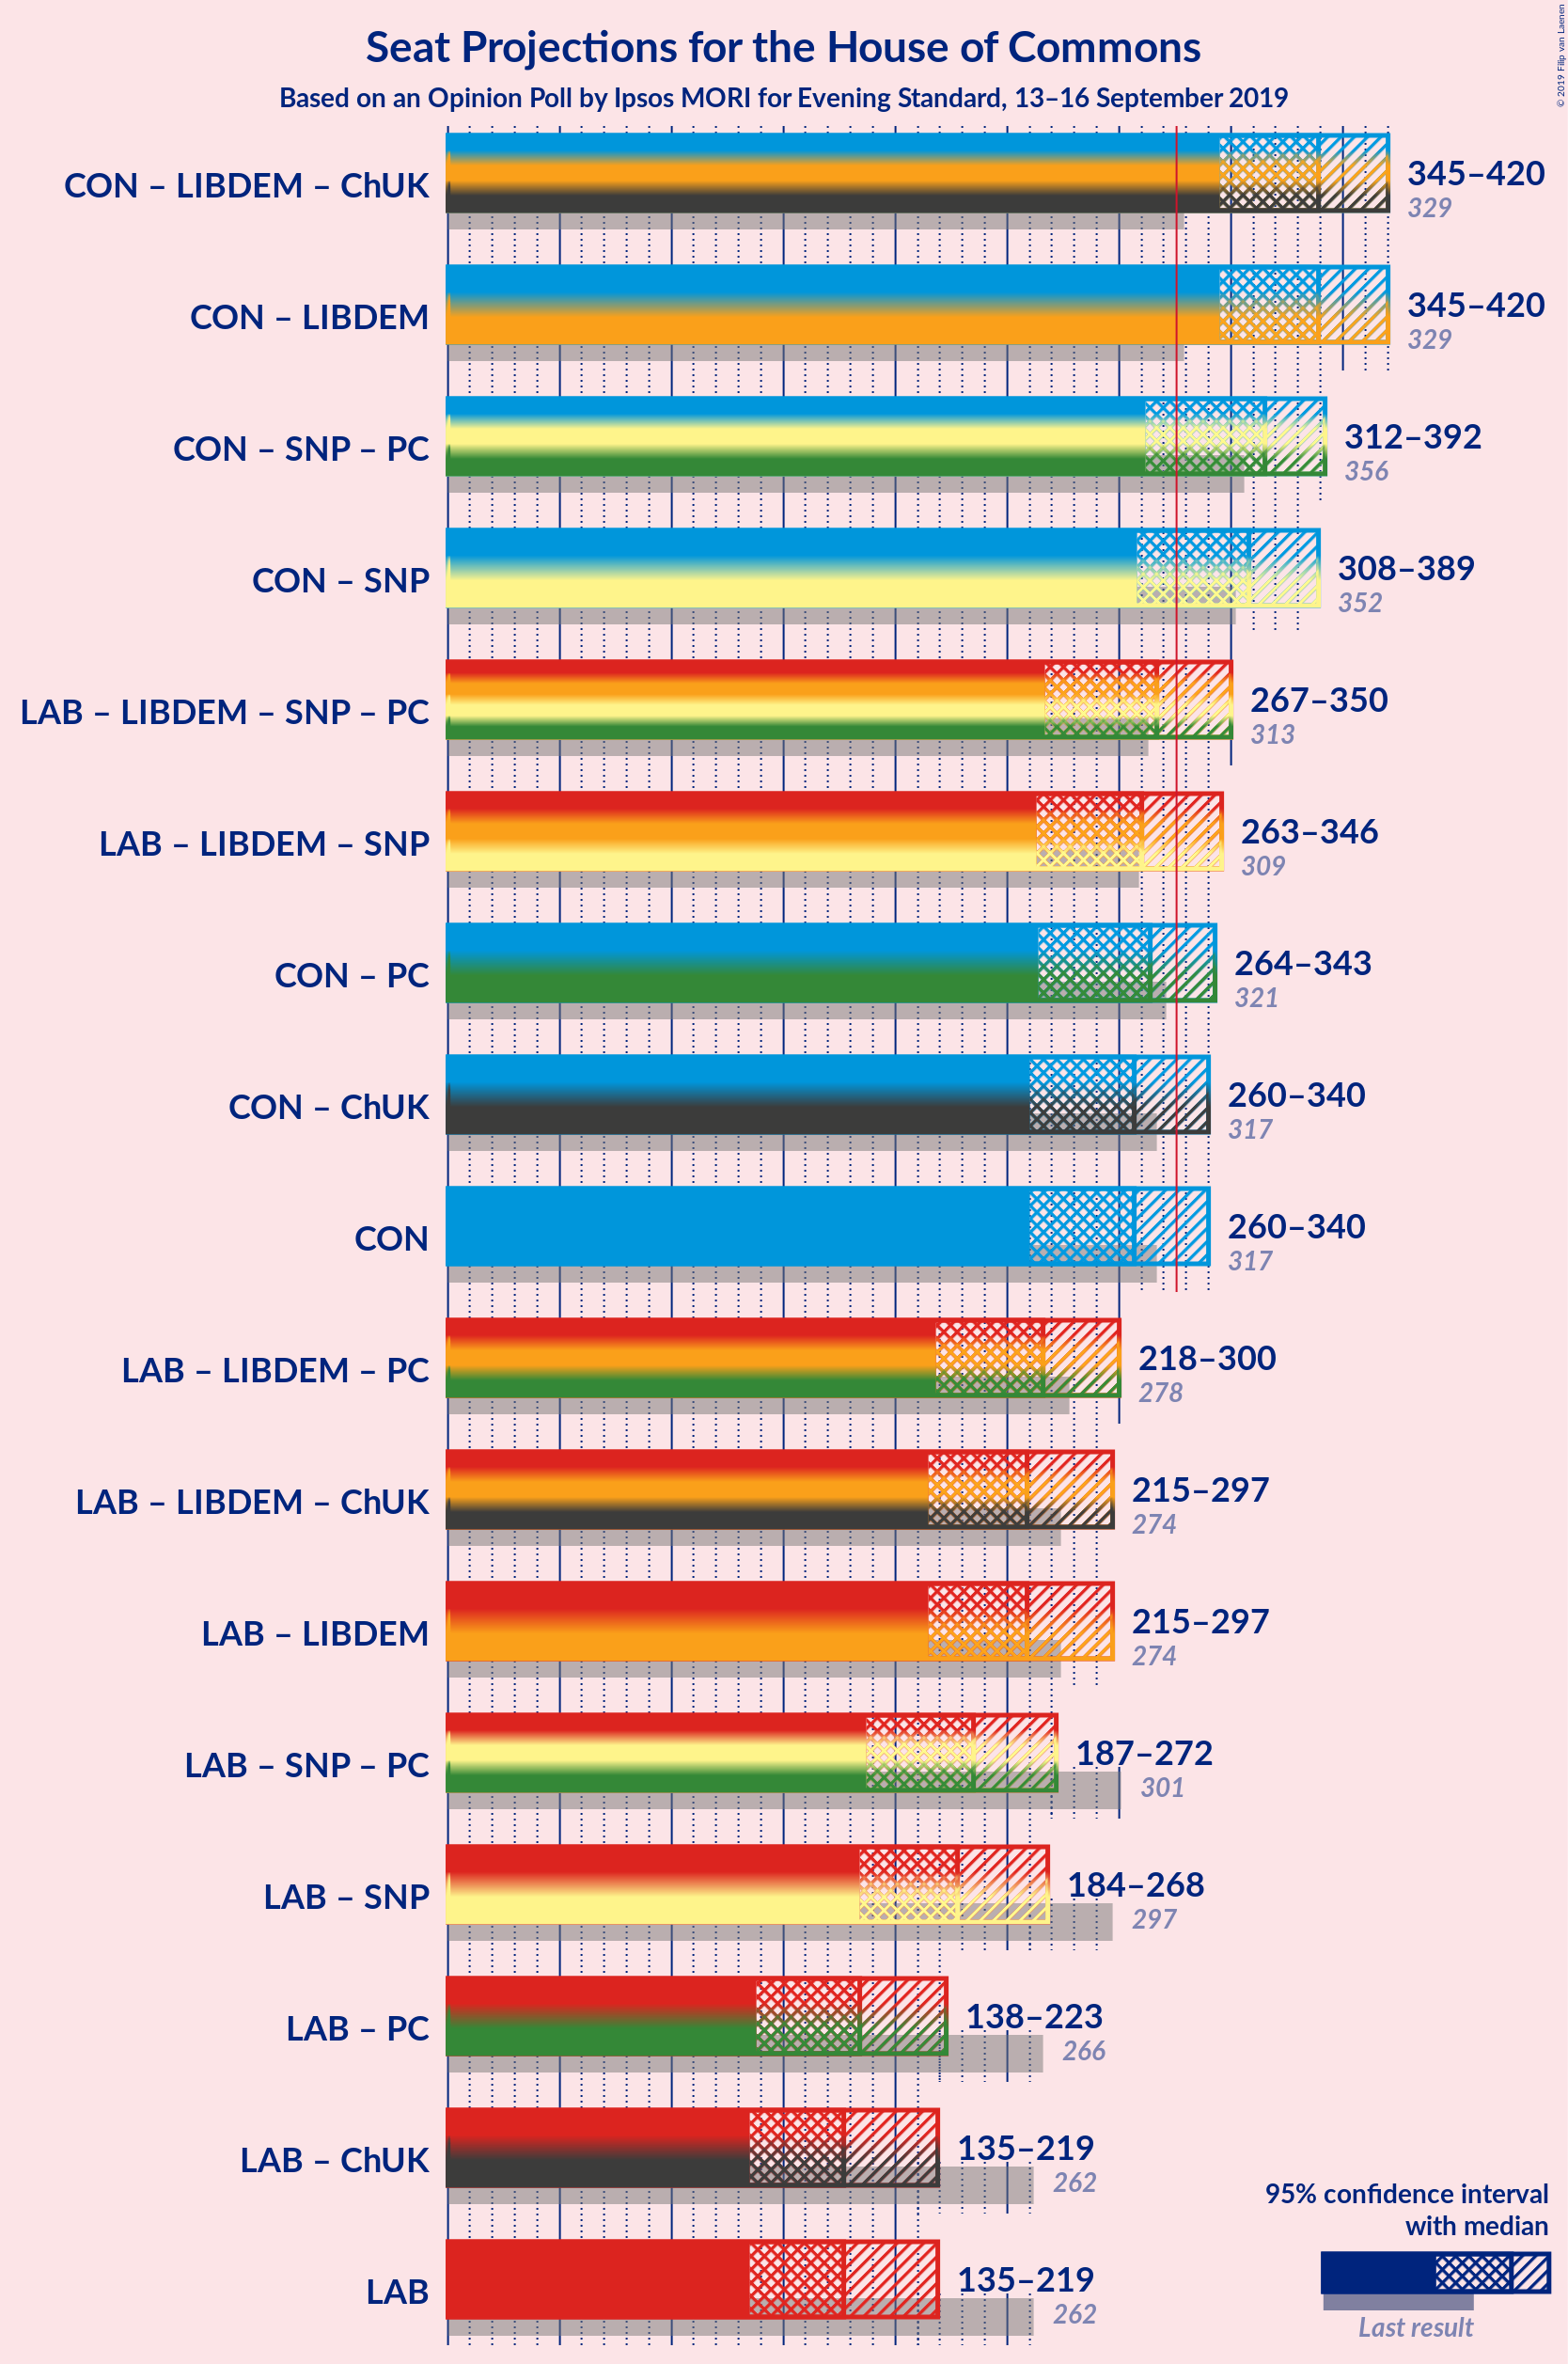 Seat Projections for the House of Commons
Based on an Opinion Poll by Ipsos MORI for Evening Standard, 13–16 September 2019
© 2019 Filip van Laenen
CON – LIBDEM – ChUK
345–420
329
CON – LIBDEM
345–420
329
CON – SNP – PC
312–392
356
CON – SNP
308–389
352
LAB – LIBDEM – SNP – PC
267–350
313
LAB – LIBDEM – SNP
263–346
309
CON – PC
264–343
321
CON – ChUK
260–340
317
CON
260–340
317
LAB – LIBDEM – PC
218–300
278
LAB – LIBDEM – ChUK
215–297
274
LAB – LIBDEM
215–297
274
LAB – SNP – PC
187–272
301
LAB – SNP
184–268
297
LAB – PC
138–223
266
LAB – ChUK
135–219
262
LAB
135–219
262
95% confidence interval
with median
Last result